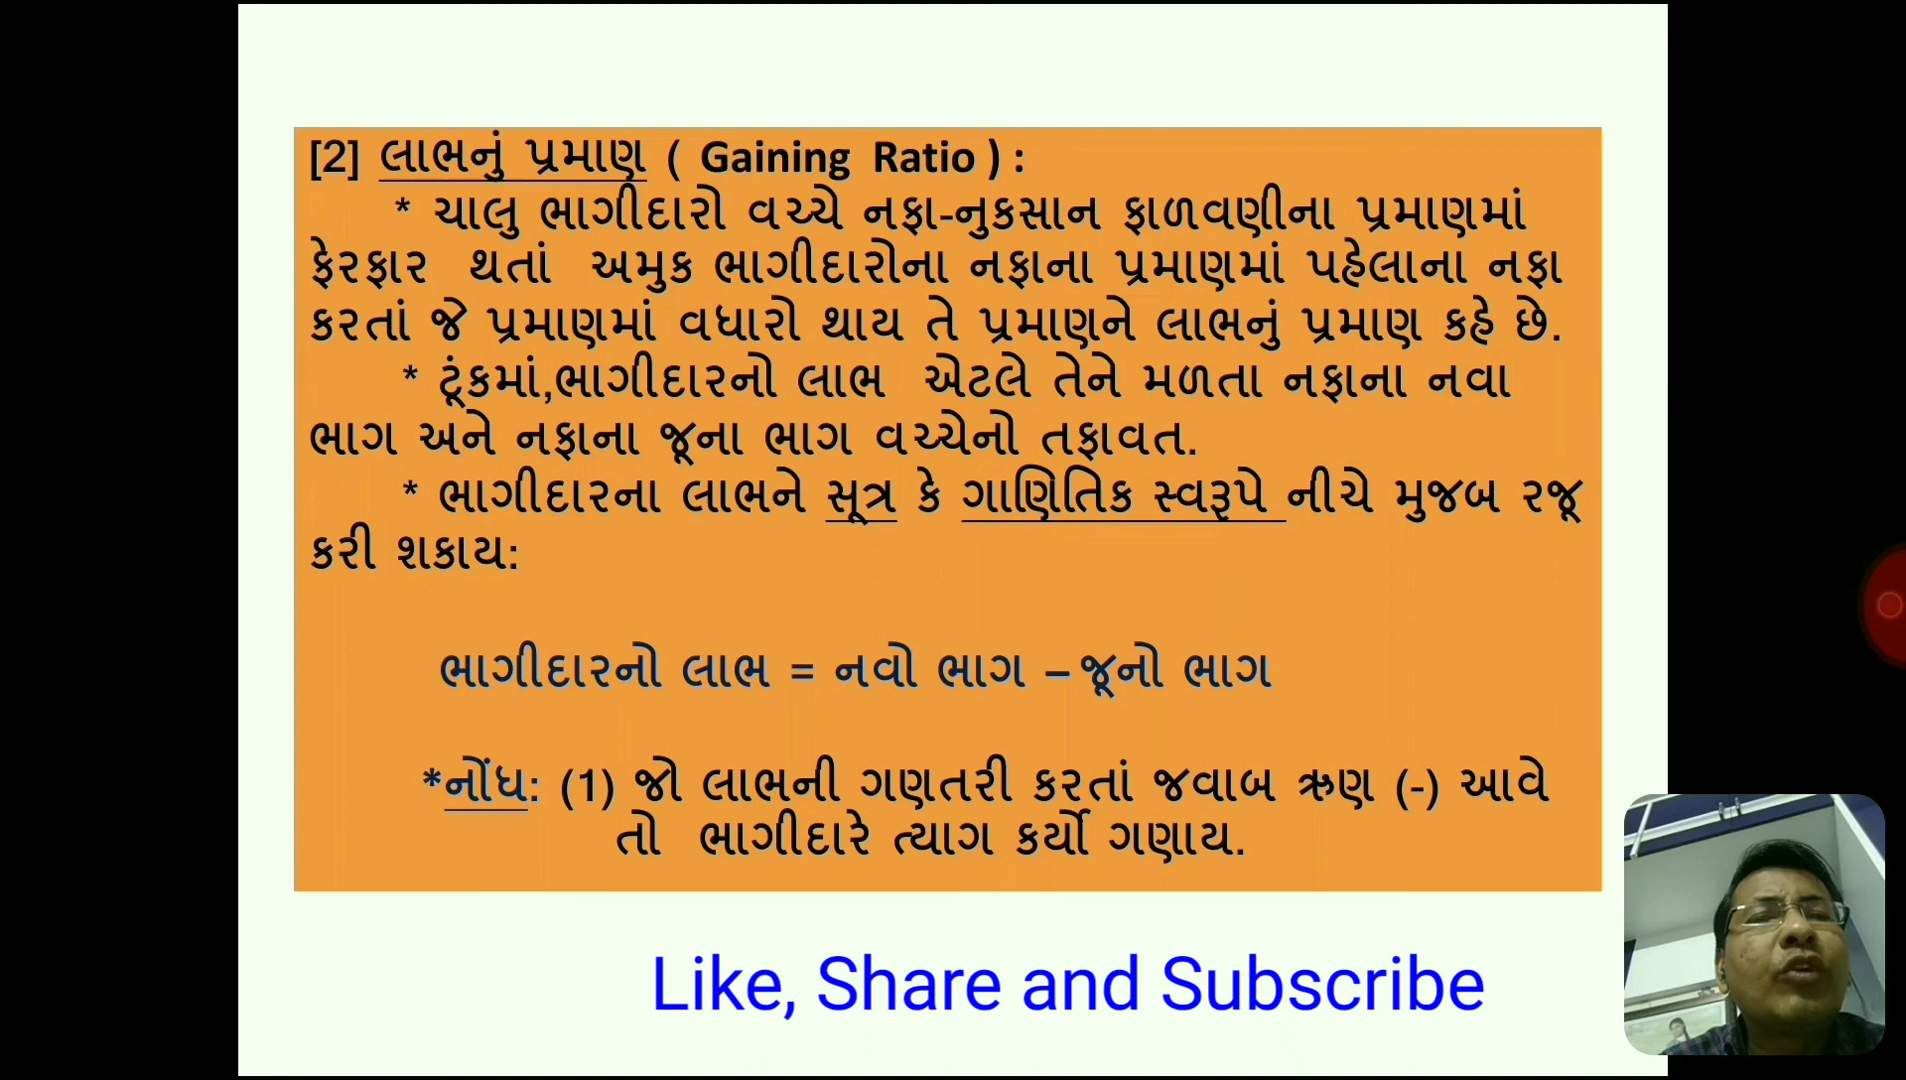 [2] લાભનું પ્રમાણ ( Gaining Ratio ) :
* ચાલુ ભાગીદારો વચ્ચે નફા-નુકસાન ફાળવણીના પ્રમાણમાં
ફેરફાર થતાં અમુક ભાગીદારોના નફાના પ્રમાણમાં પહેલાના નફા
કરતાં જે પ્રમાણમાં વધારો થાય તે પ્રમાણને લાભનું પ્રમાણ કહે છે.
* ટૂંકમાં,ભાગીદારનો લાભ એટલે તેને મળતા નફાના નવા
ભાગ અને નફાના જૂના ભાગ વચ્ચેનો તફાવત.
* ભાગીદારના લાભને સૂત્ર કે ગાણિતિક સ્વરૂપે નીચે મુજબ રજૂ
કરી શકાય:
ભાગીદારનો લાભ = નવો ભાગ – જૂનો ભાગ
*નોંધ: (1) જો લાભની ગણતરી કરતાં જવાબ ઋણ (-) આવે
તો ભાગીદારે ત્યાગ કર્યો ગણાય.
Like, Share and Subscribe